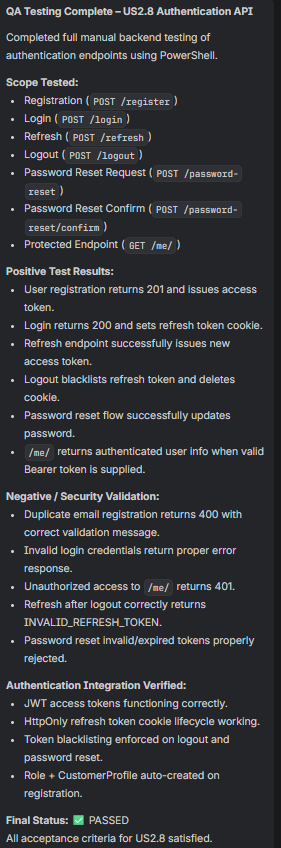 QA Testing Complete – US2.8 Authentication API
Completed full manual backend testing of
authentication endpoints using PowerShell.
Scope Tested:
• Registration ( POST /register )
• Login ( POST /login )
• Refresh ( POST /refresh )
• Logout ( POST /logout )
• Password Reset Request ( POST /password-
reset )
• Password Reset Confirm ( POST /password-
reset/confirm )
• Protected Endpoint ( GET /me/ )
Positive Test Results:
• User registration returns 201 and issues access
token.
• Login returns 200 and sets refresh token cookie.
• Refresh endpoint successfully issues new
access token.
• Logout blacklists refresh token and deletes
cookie.
• Password reset flow successfully updates
password.
• /me/ returns authenticated user info when valid
Bearer token is supplied.
Negative / Security Validation:
• Duplicate email registration returns 400 with
correct validation message.
• Invalid login credentials return proper error
response.
• Unauthorized access to /me/ returns 401.
• Refresh after logout correctly returns
INVALID_REFRESH_TOKEN.
• Password reset invalid/expired tokens properly
rejected.
Authentication Integration Verified:
• JWT access tokens functioning correctly.
• HttpOnly refresh token cookie lifecycle working.
• Token blacklisting enforced on logout and
password reset.
• Role + CustomerProfile auto-created on
registration.
Final Status: ✅ PASSED
All acceptance criteria for US2.8 satisfied.